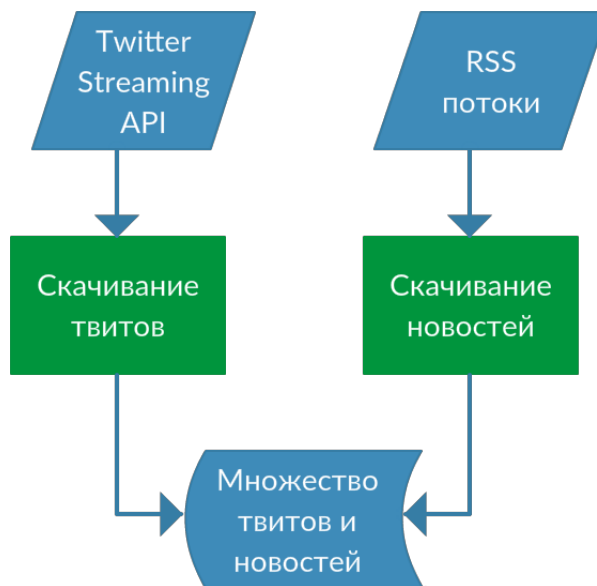 Twitter
Streaming
API
RSS
потоки
Скачивание
твитов
Скачивание
новостей
Множество
твитов и
новостей